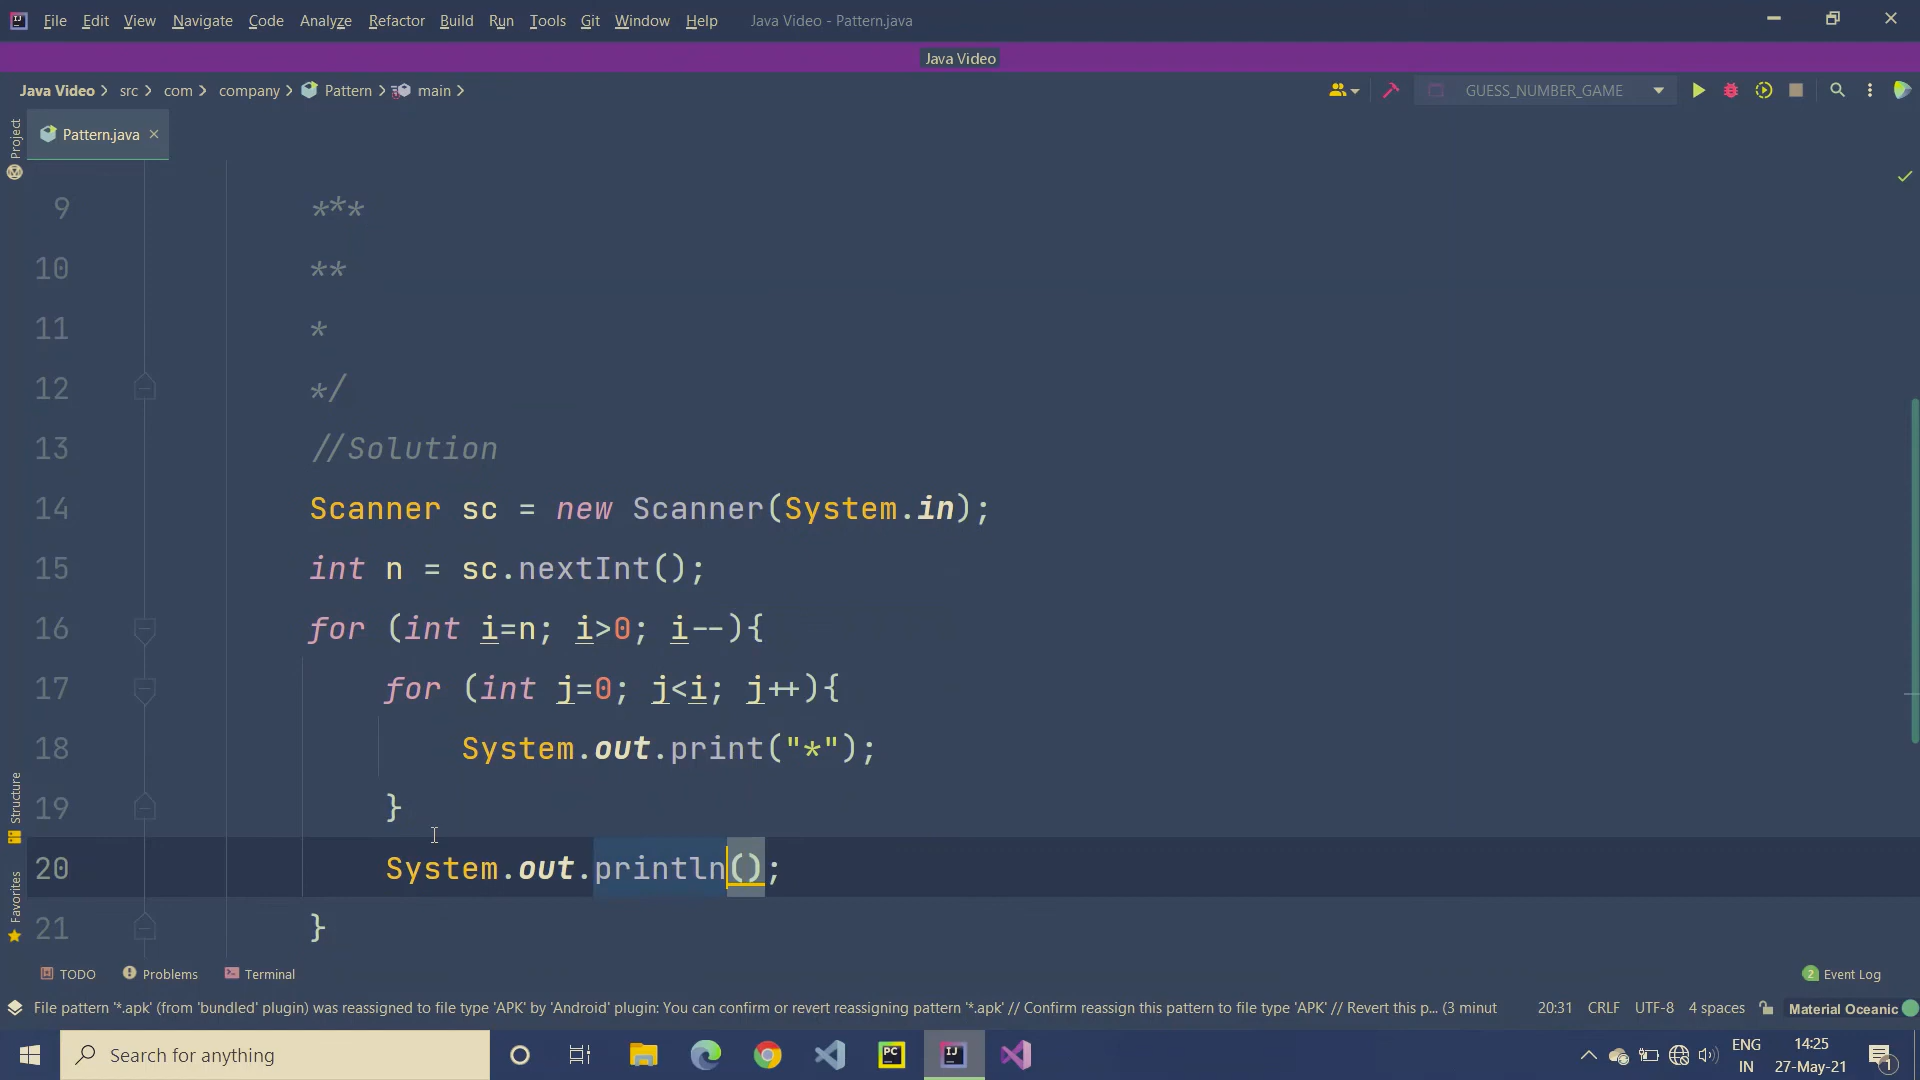 File Edit View Navigate Code Analyze Refactor Build Run Tools Git Window Help Java Video - Pattern.java
Java Video
Java Video src com company Pattern main GUESS_NUMBER_GAME
Project
Pattern.java
9 ***
10 **
11 *
12 */
13 //Solution
14 Scanner sc = new Scanner(System.in);
15 int n = sc.nextInt();
16 for (int i=n; i>0; i--){
17 for (int j=0; j<i; j++){
18 System.out.print("*");
19 }
20 System.out.println();
21 }
Structure
Favorites
TODO Problems Terminal 2 Event Log
File pattern '*.apk' (from 'bundled' plugin) was reassigned to file type 'APK' by 'Android' plugin: You can confirm or revert reassigning pattern '*.apk' // Confirm reassign this pattern to file type 'APK' // Revert this p... (3 minut 20:31 CRLF UTF-8 4 spaces Material Oceanic
Search for anything PC IJ ENG IN 14:25 27-May-21 1